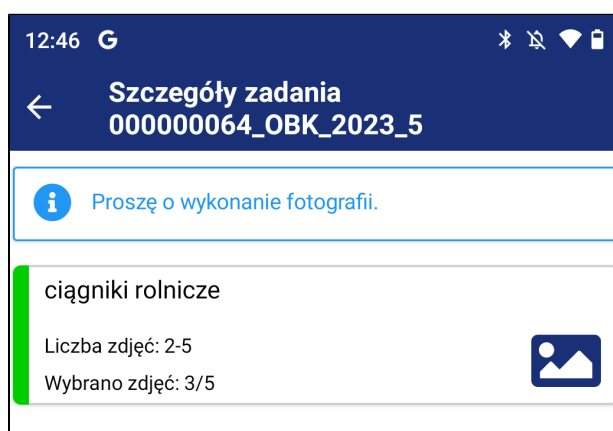 12:46 G
Szczegóły zadania
000000064_OBK_2023_5
Proszę o wykonanie fotografii.
ciągniki rolnicze
Liczba zdjęć: 2-5
Wybrano zdjęć: 3/5